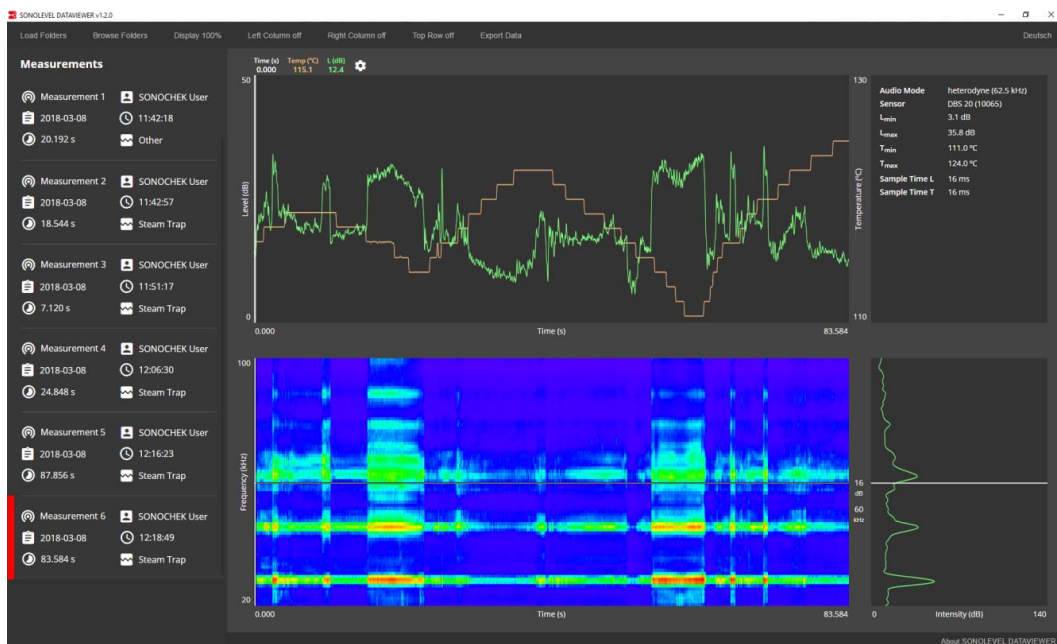 SONOLEVEL DATAVIEWER v1.2.0
Load Folders Browse Folders Display 100% Left Column off Right Column off Top Row off Export Data Deutsch
Measurements
Measurement 1 SONOCHEK User
2018-03-08 11:42:18
20.192 s Other
Measurement 2 SONOCHEK User
2018-03-08 11:42:57
18.544 s Steam Trap
Measurement 3 SONOCHEK User
2018-03-08 11:51:17
7.120 s Steam Trap
Measurement 4 SONOCHEK User
2018-03-08 12:06:30
24.848 s Steam Trap
Measurement 5 SONOCHEK User
2018-03-08 12:16:23
87.856 s Steam Trap
Measurement 6 SONOCHEK User
2018-03-08 12:18:49
83.584 s Steam Trap
Time (s) Temp (°C) L (dB)
0.000 115.1 12.4
50 130
Level (dB)
Temperature (°C)
0 110
0.000 Time (s) 83.584
Audio Mode heterodyne (62.5 kHz)
Sensor DBS 20 (10065)
Lmin 3.1 dB
Lmax 35.8 dB
Tmin 111.0 °C
Tmax 124.0 °C
Sample Time L 16 ms
Sample Time T 16 ms
100
Frequency (kHz)
16
dB
60
kHz
20
0.000 Time (s) 83.584
0 Intensity (dB) 140
About SONOLEVEL DATAVIEWER